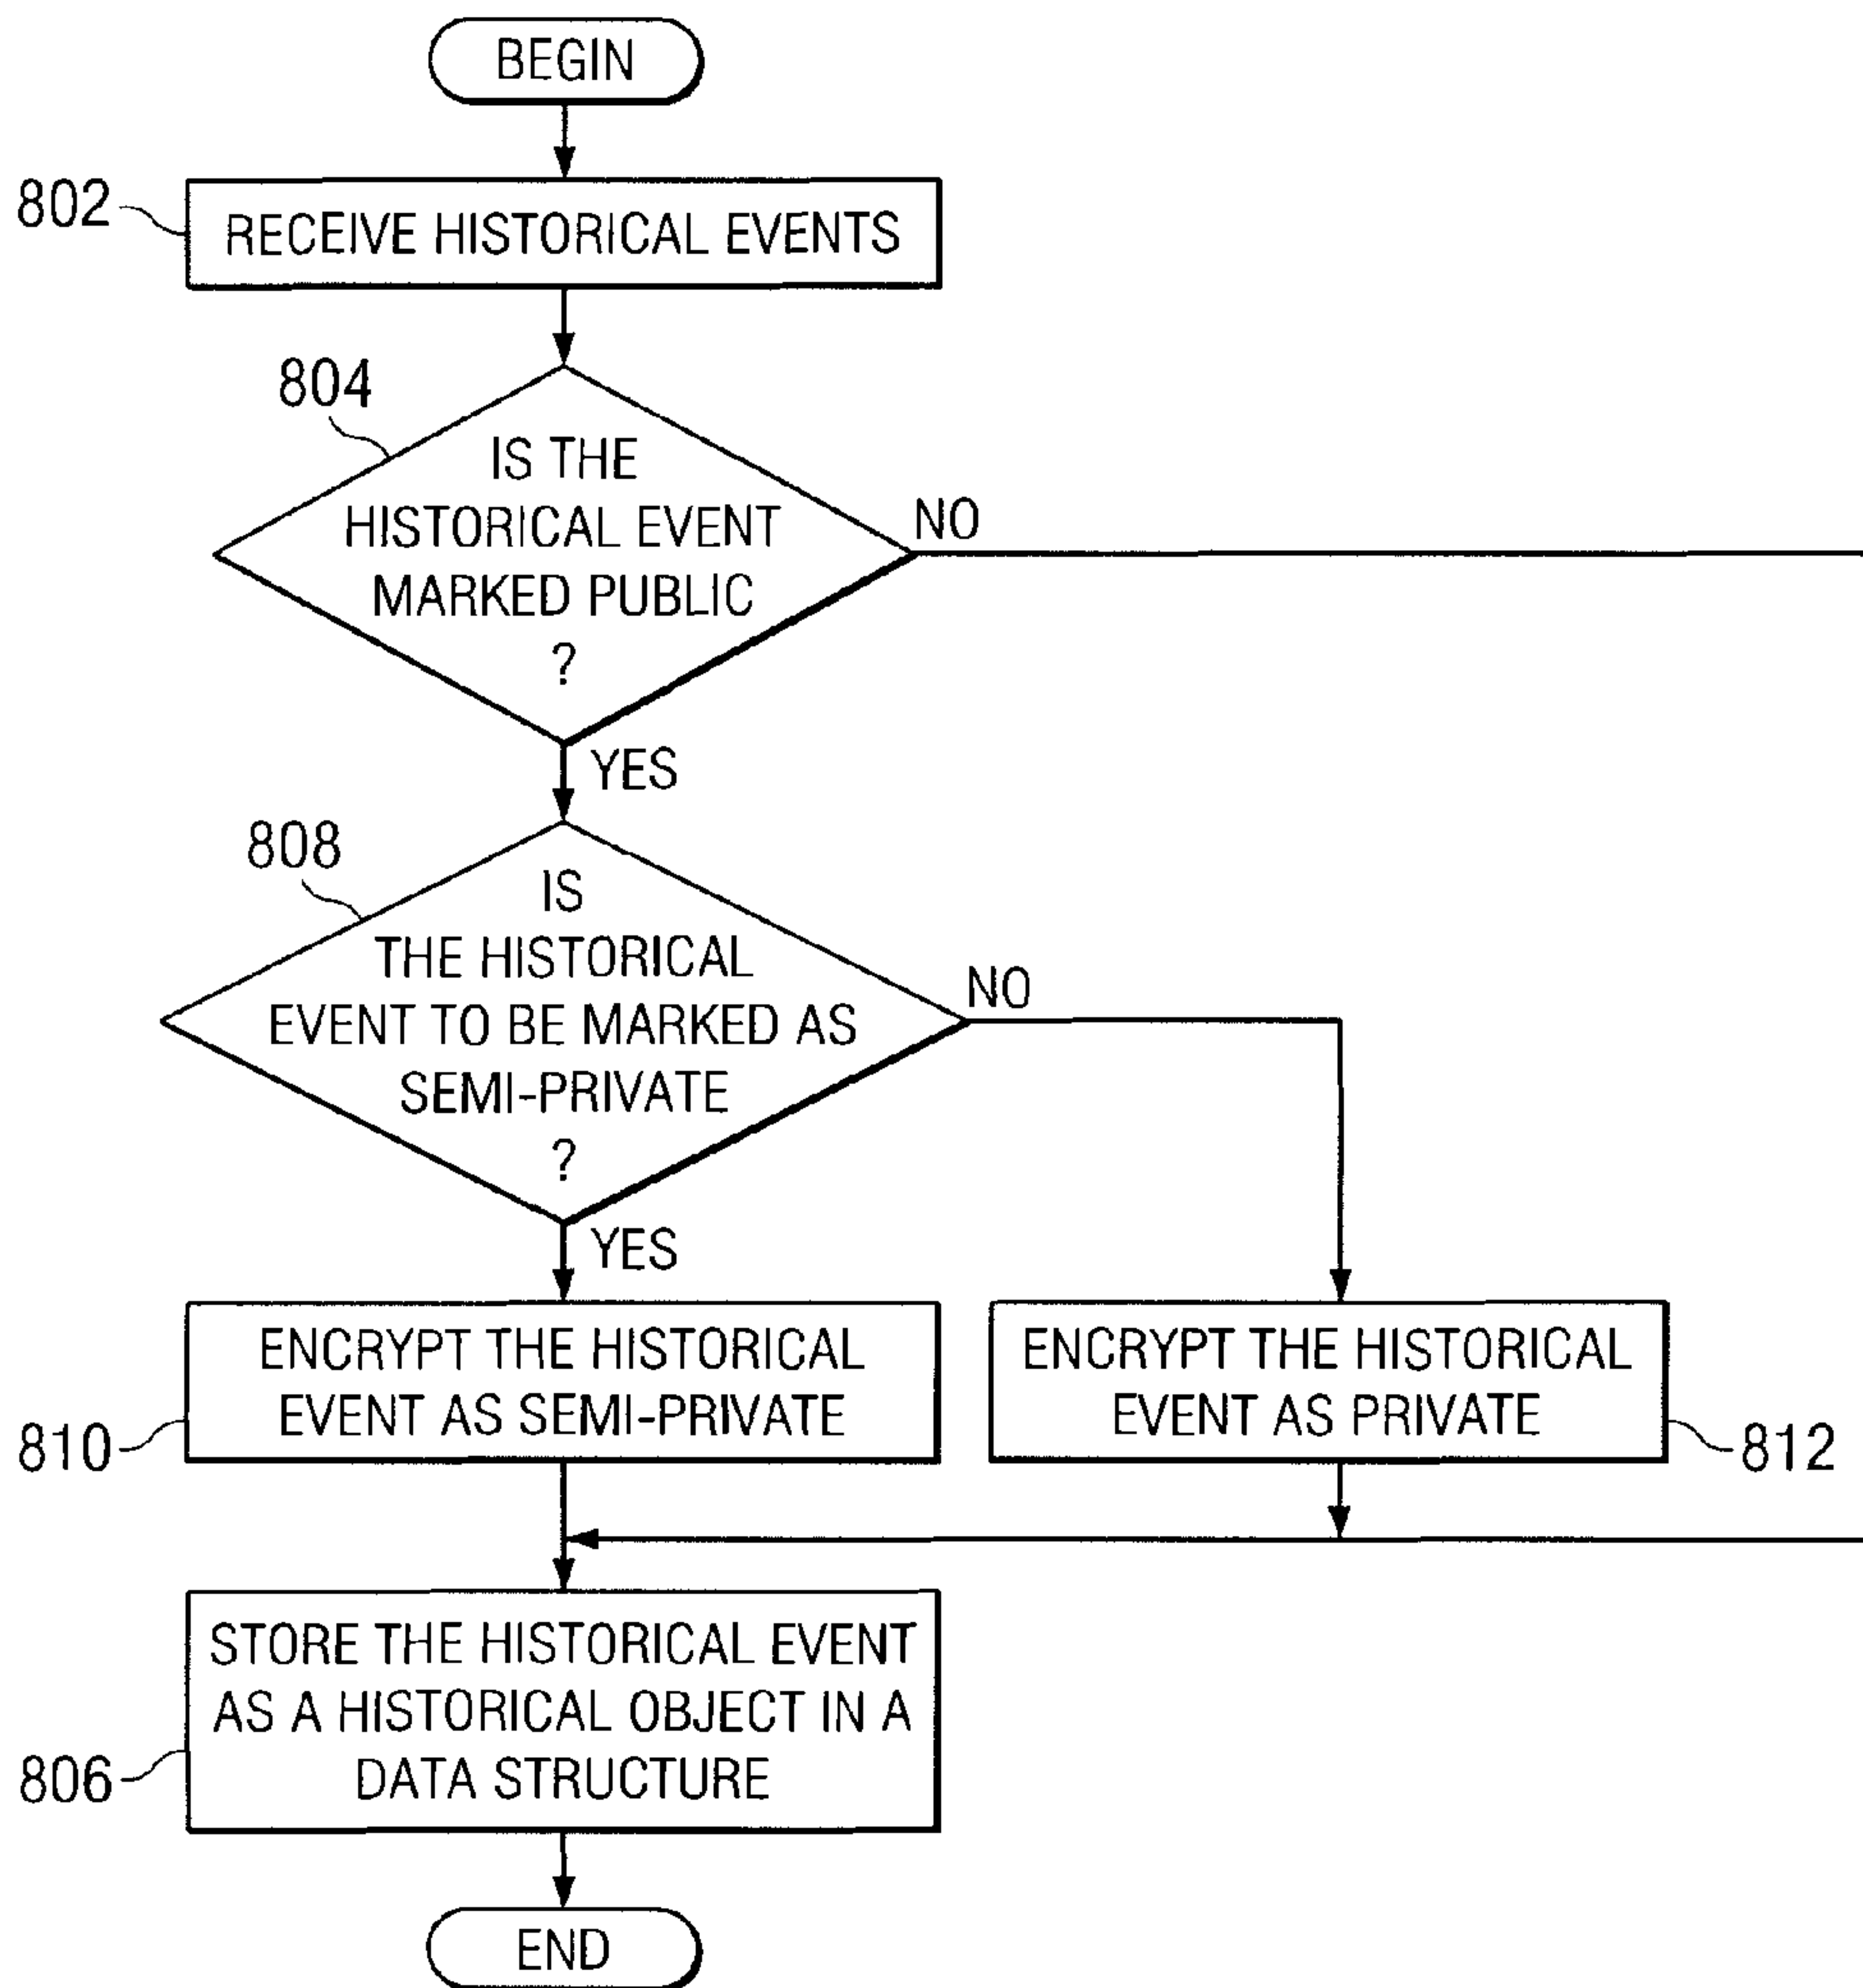 BEGIN
802
RECEIVE HISTORICAL EVENTS
804
IS THE
HISTORICAL EVENT
MARKED PUBLIC
?
NO
YES
808
IS
THE HISTORICAL
EVENT TO BE MARKED AS
SEMI-PRIVATE
?
NO
YES
ENCRYPT THE HISTORICAL
EVENT AS SEMI-PRIVATE
810
ENCRYPT THE HISTORICAL
EVENT AS PRIVATE
812
STORE THE HISTORICAL EVENT
AS A HISTORICAL OBJECT IN A
DATA STRUCTURE
806
END